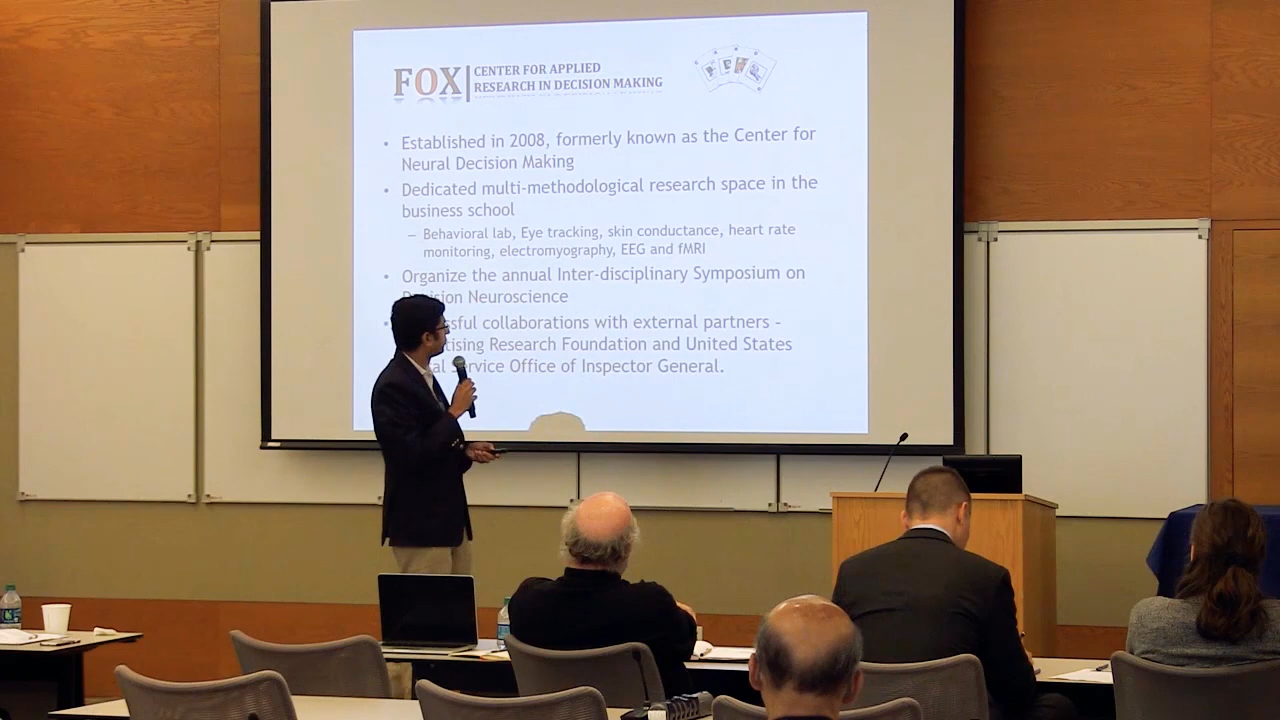 FOX
CENTER FOR APPLIED
RESEARCH IN DECISION MAKING
• Established in 2008, formerly known as the Center for
Neural Decision Making
• Dedicated multi-methodological research space in the
business school
– Behavioral lab, Eye tracking, skin conductance, heart rate
monitoring, electromyography, EEG and fMRI
• Organize the annual Inter-disciplinary Symposium on
Neuroscience
• collaborations with external partners –
Research Foundation and United States
Service Office of Inspector General.